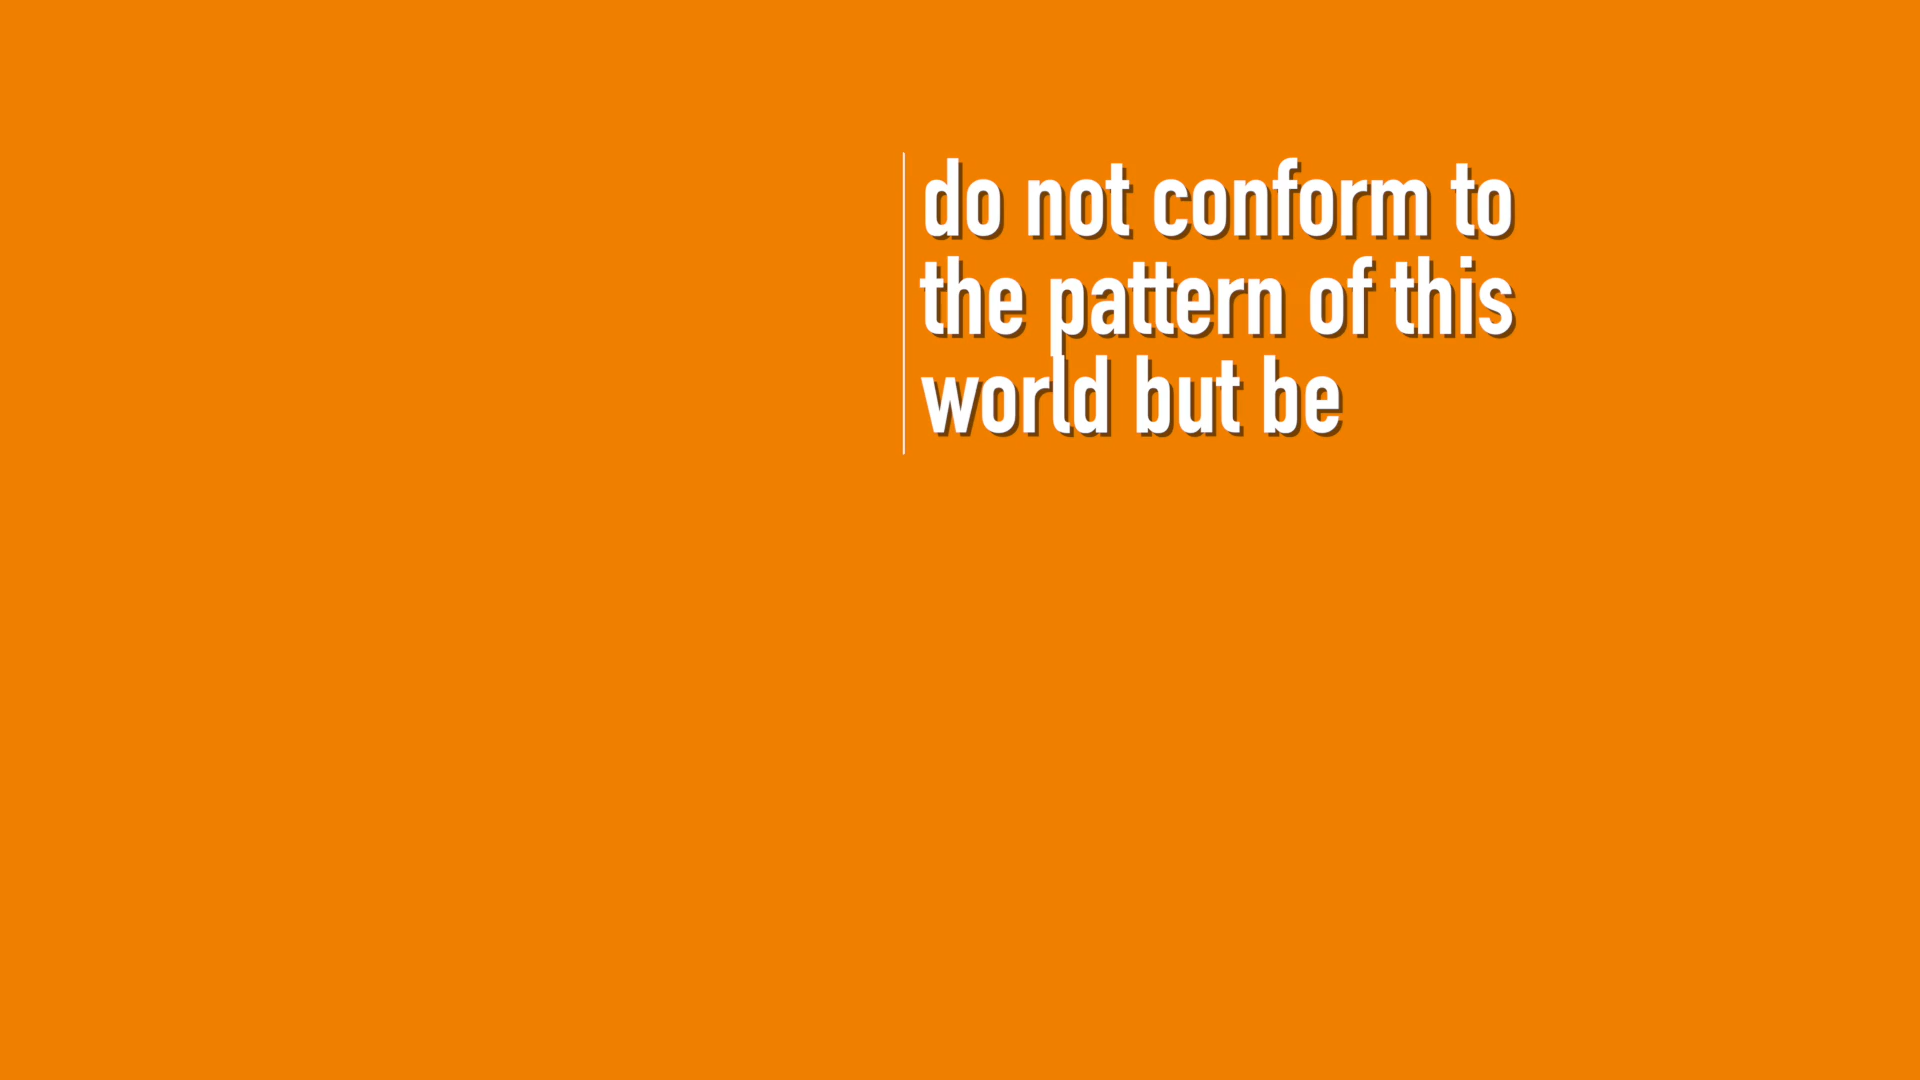 do not conform to
the pattern of this
world but be